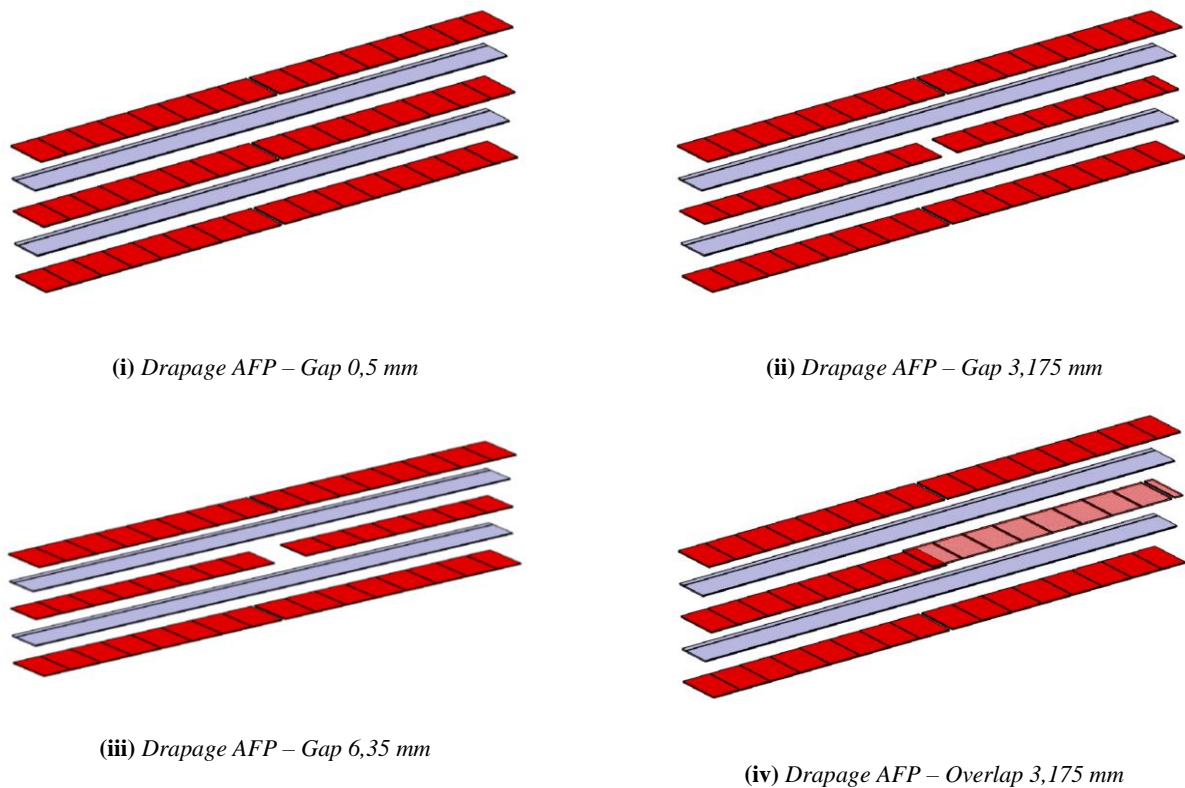 (i) Drapage AFP – Gap 0,5 mm
(ii) Drapage AFP – Gap 3,175 mm
(iii) Drapage AFP – Gap 6,35 mm
(iv) Drapage AFP – Overlap 3,175 mm